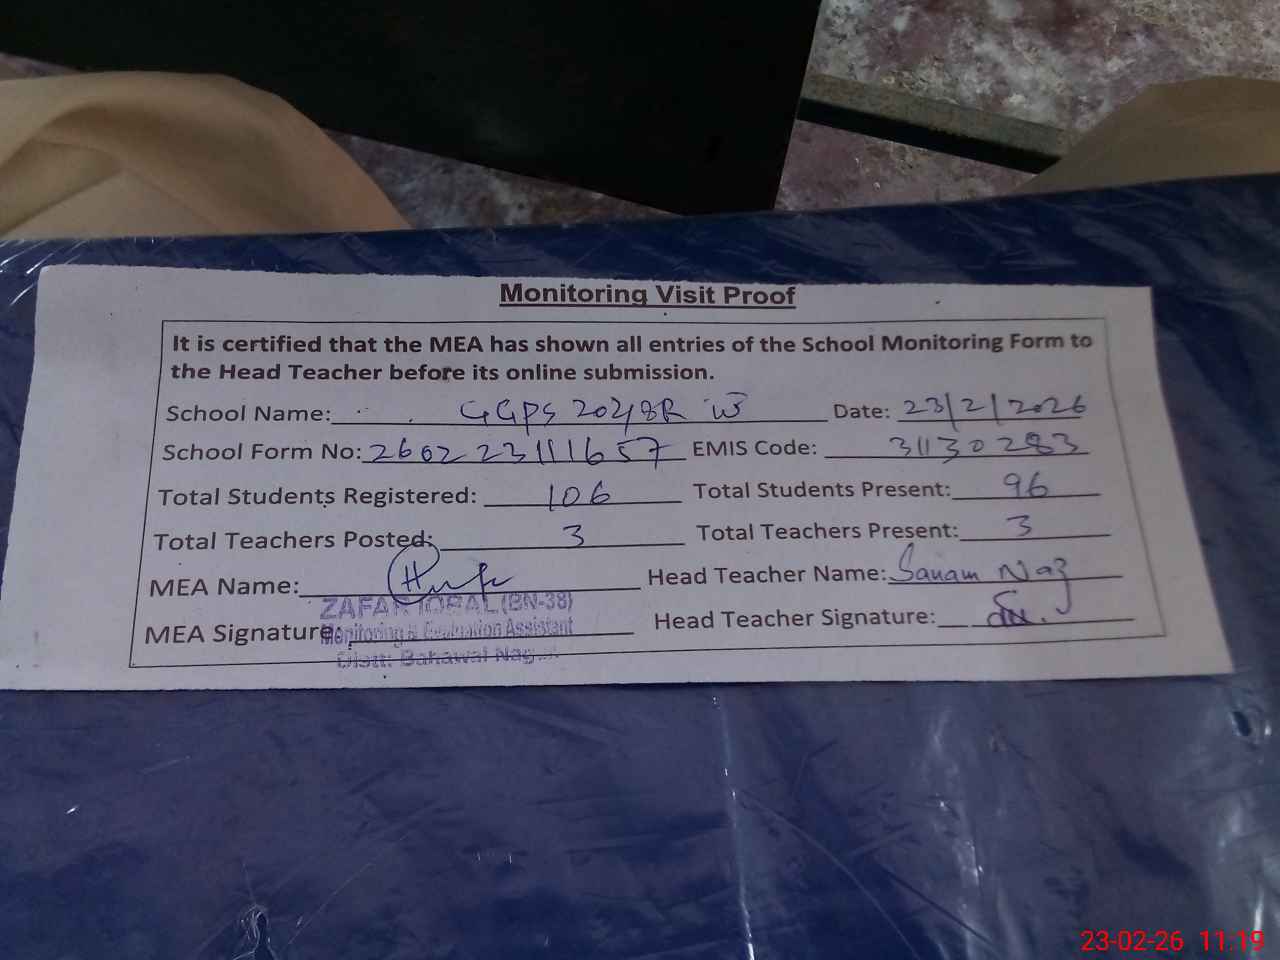 Monitoring Visit Proof
It is certified that the MEA has shown all entries of the School Monitoring Form to
the Head Teacher before its online submission.
School Name: GGPS 204/8R W Date: 23/2/2026
School Form No: 260223111657 EMIS Code: 31130283
Total Students Registered: 106 Total Students Present: 96
Total Teachers Posted: 3 Total Teachers Present: 3
MEA Name: Head Teacher Name: Sanam Naz
ZAFAR IQBAL (BN-38)
MEA Signature: Monitoring & Evaluation Assistant Head Teacher Signature:
Distt: Bahawal Nag
23-02-26 11:19